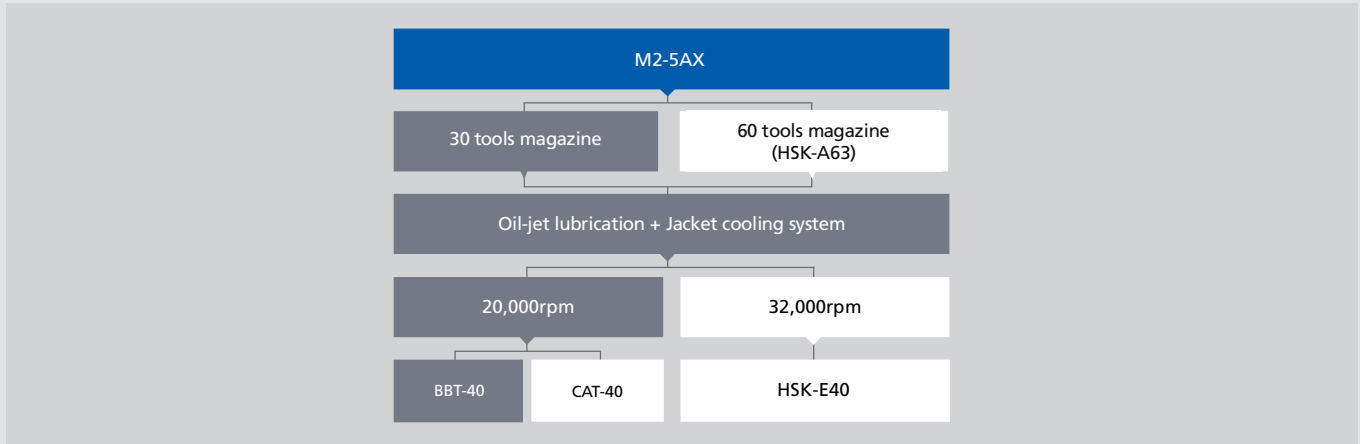 M2-5AX
30 tools magazine
60 tools magazine
(HSK-A63)
Oil-jet lubrication + Jacket cooling system
20,000rpm
32,000rpm
BBT-40
CAT-40
HSK-E40